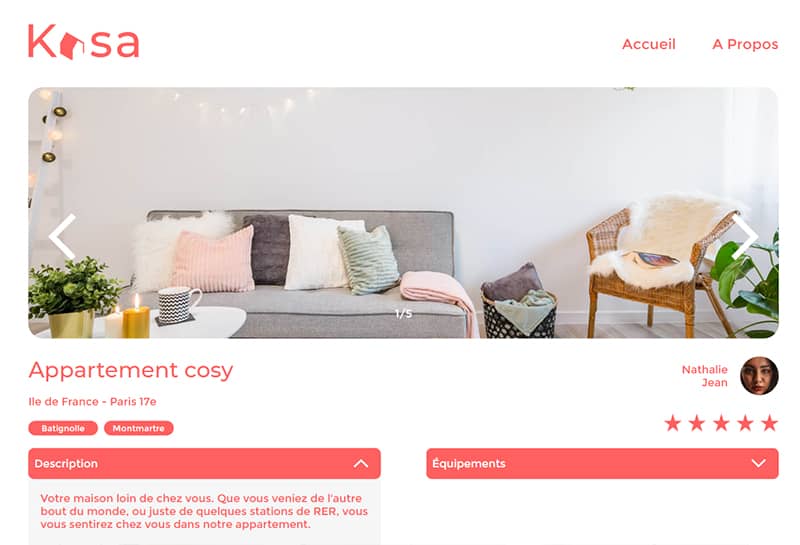 Kasa
Accueil
A Propos
1/5
Appartement cosy
Ile de France - Paris 17e
Nathalie
Jean
Batignolle
Montmartre
Description
Équipements
Votre maison loin de chez vous. Que vous veniez de l'autre
bout du monde, ou juste de quelques stations de RER, vous
vous sentirez chez vous dans notre appartement.